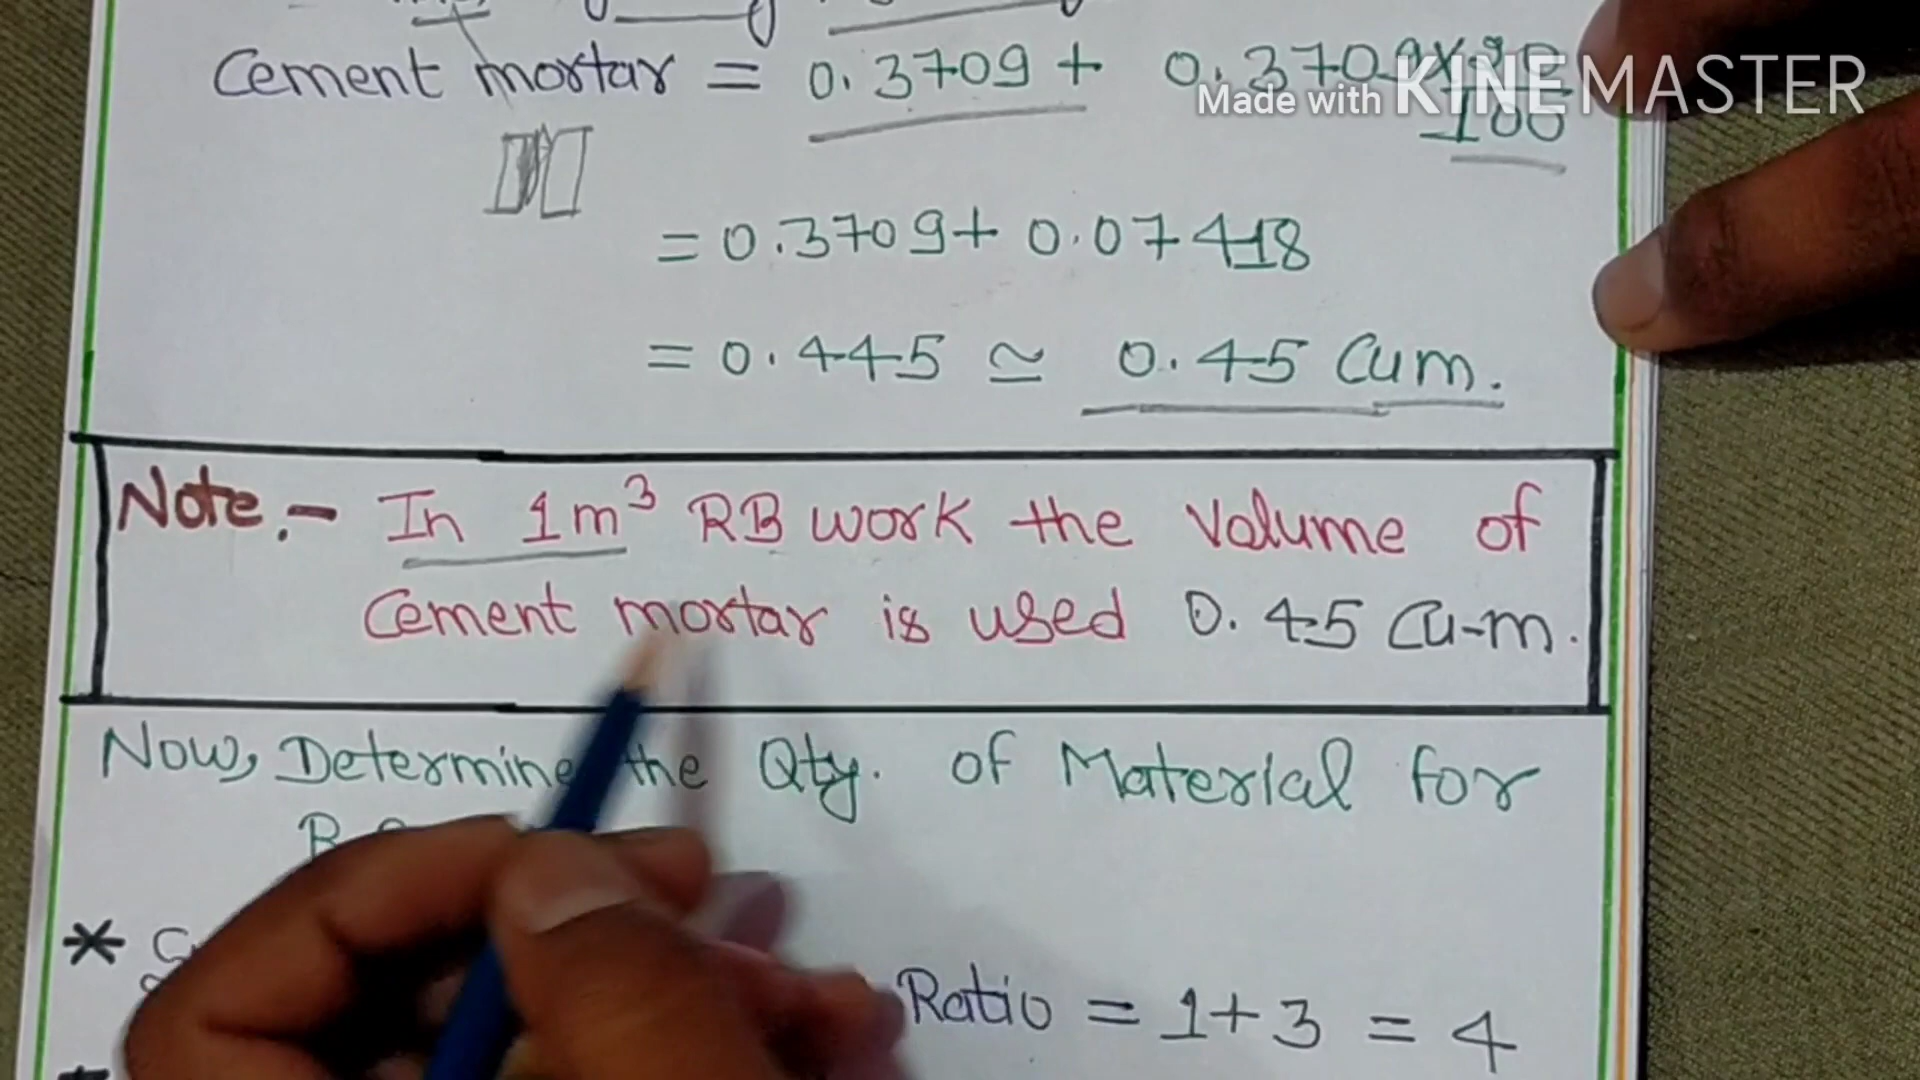 Cement mortar = 0.3709 + 0.3709×20
100
Made with KINEMASTER
= 0.3709 + 0.07418
= 0.445 ≃ 0.45 Cum.
Note.- In 1m³ RB work the Volume of
Cement mortar is used 0.45 Cu-m.
Now, Determine the Qty. of Material for
Ratio = 1+3 = 4